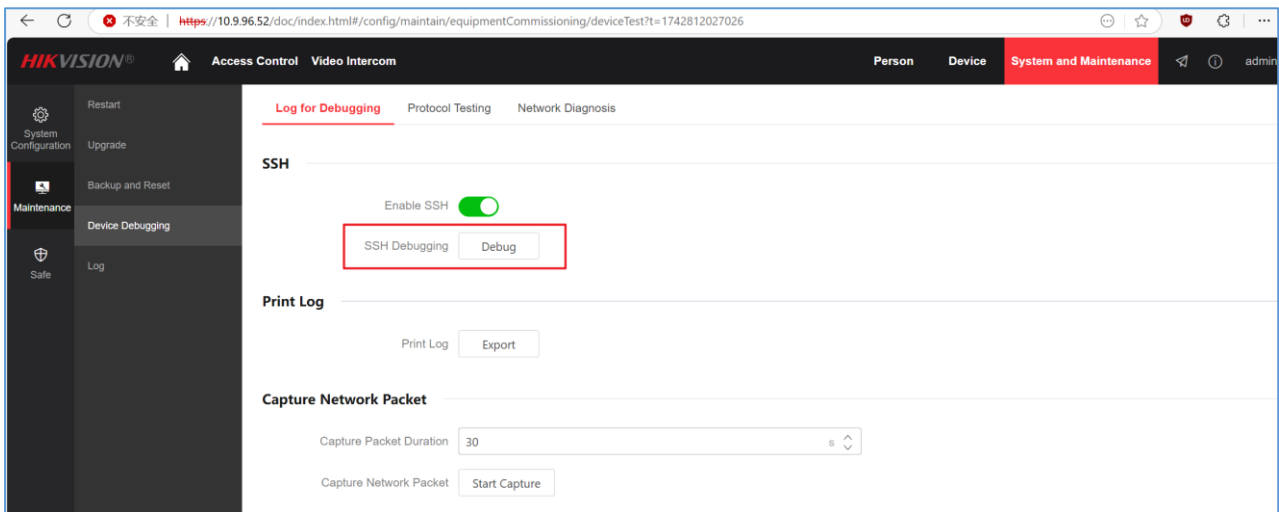 不安全 https://10.9.96.52/doc/index.html#/config/maintain/equipmentCommissioning/deviceTest?t=1742812027026
HIKVISION® Access Control Video Intercom Person Device System and Maintenance admin
System Configuration
Maintenance
Safe
Restart
Upgrade
Backup and Reset
Device Debugging
Log
Log for Debugging Protocol Testing Network Diagnosis
SSH
Enable SSH
SSH Debugging Debug
Print Log
Print Log Export
Capture Network Packet
Capture Packet Duration 30 s
Capture Network Packet Start Capture